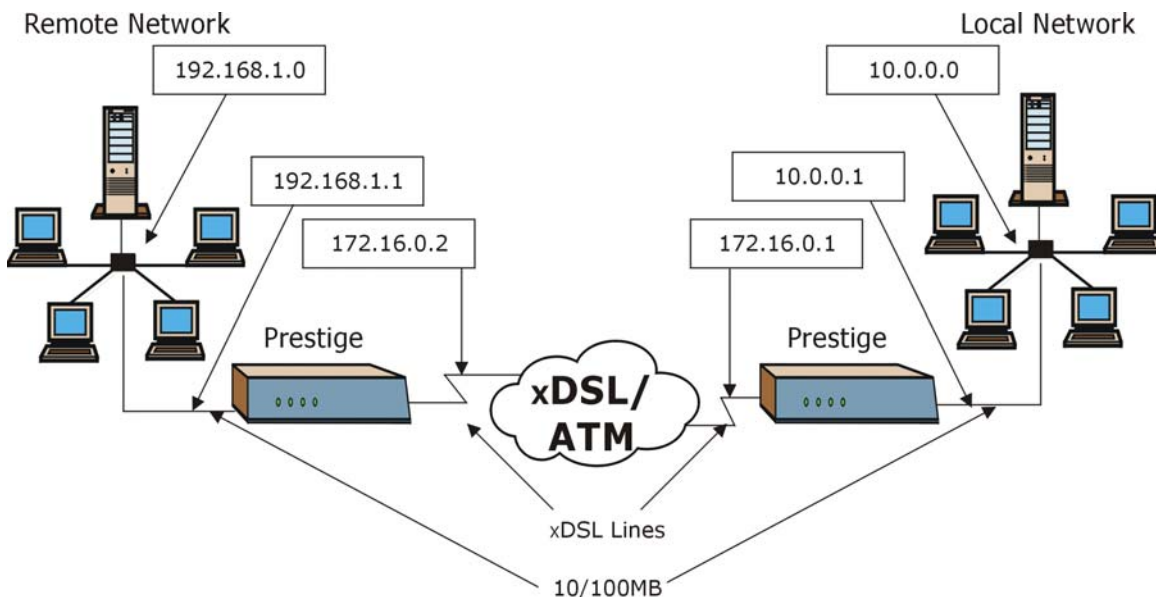 Remote Network
Local Network
192.168.1.0
10.0.0.0
192.168.1.1
10.0.0.1
172.16.0.2
172.16.0.1
Prestige
Prestige
xDSL/
ATM
xDSL Lines
10/100MB